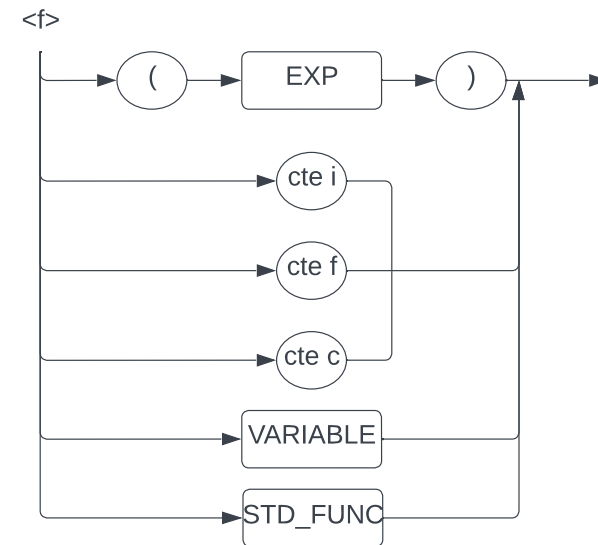 <f>
( EXP )
cte i
cte f
cte c
VARIABLE
STD_FUNC